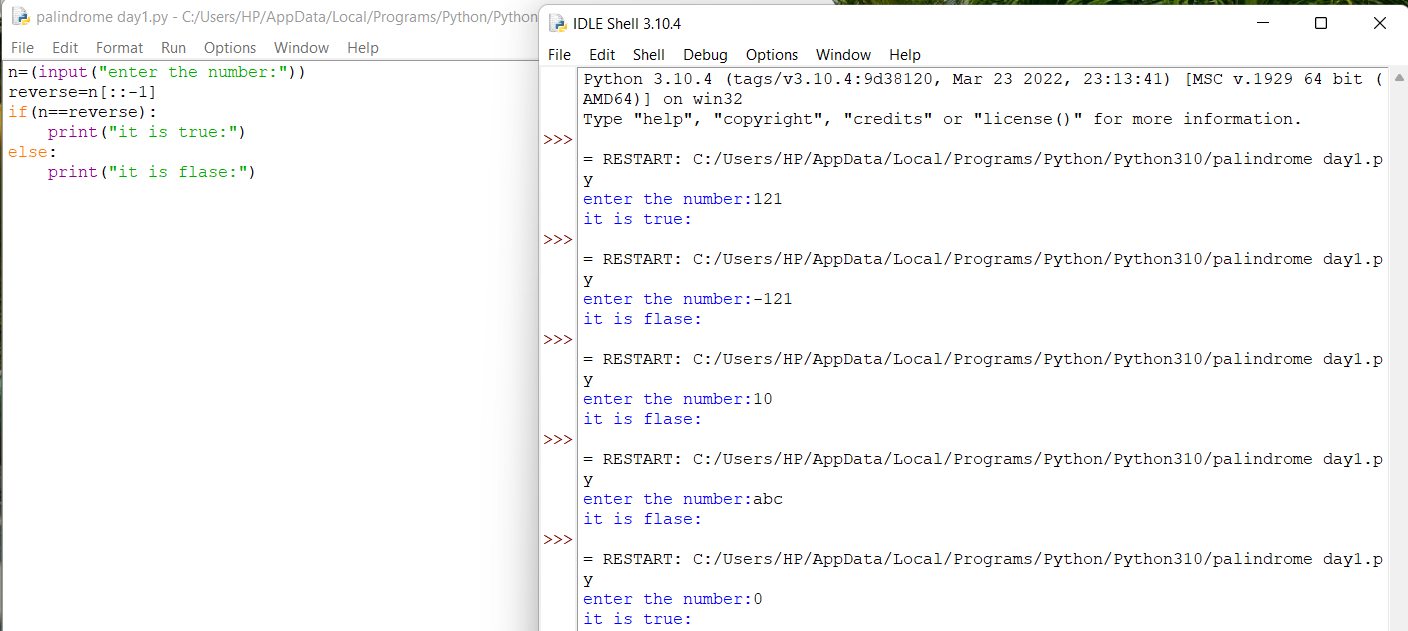 palindrome day1.py - C:/Users/HP/AppData/Local/Programs/Python/Python
File Edit Format Run Options Window Help
n=(input("enter the number:"))
reverse=n[::-1]
if(n==reverse):
    print("it is true:")
else:
    print("it is flase:")
IDLE Shell 3.10.4
File Edit Shell Debug Options Window Help
Python 3.10.4 (tags/v3.10.4:9d38120, Mar 23 2022, 23:13:41) [MSC v.1929 64 bit (
AMD64)] on win32
Type "help", "copyright", "credits" or "license()" for more information.
>>>
= RESTART: C:/Users/HP/AppData/Local/Programs/Python/Python310/palindrome day1.p
y
enter the number:121
it is true:
>>>
= RESTART: C:/Users/HP/AppData/Local/Programs/Python/Python310/palindrome day1.p
y
enter the number:-121
it is flase:
>>>
= RESTART: C:/Users/HP/AppData/Local/Programs/Python/Python310/palindrome day1.p
y
enter the number:10
it is flase:
>>>
= RESTART: C:/Users/HP/AppData/Local/Programs/Python/Python310/palindrome day1.p
y
enter the number:abc
it is flase:
>>>
= RESTART: C:/Users/HP/AppData/Local/Programs/Python/Python310/palindrome day1.p
y
enter the number:0
it is true: